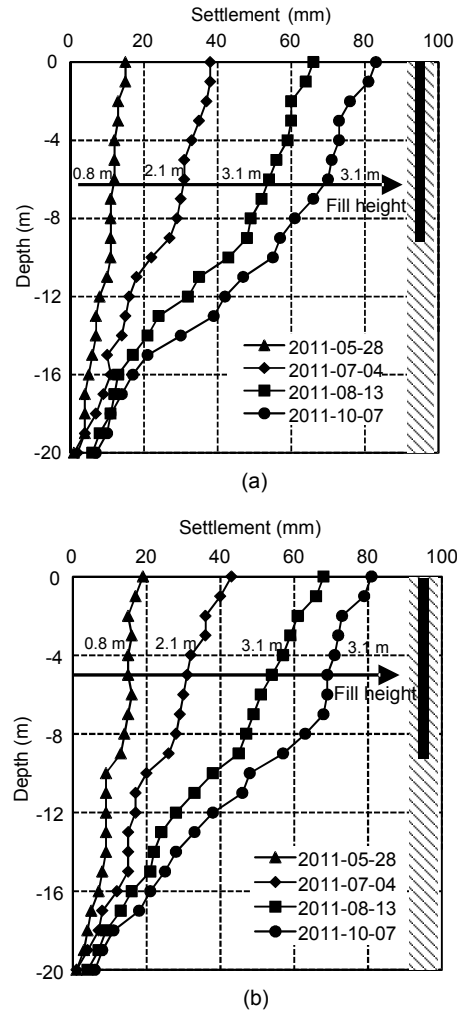 Settlement (mm)
0 20 40 60 80 100
0
-4
-8
-12
-16
-20
Depth (m)
0.8 m 2.1 m 3.1 m 3.1 m
Fill height
2011-05-28
2011-07-04
2011-08-13
2011-10-07
(a)
Settlement (mm)
0 20 40 60 80 100
0
-4
-8
-12
-16
-20
Depth (m)
0.8 m 2.1 m 3.1 m 3.1 m
Fill height
2011-05-28
2011-07-04
2011-08-13
2011-10-07
(b)